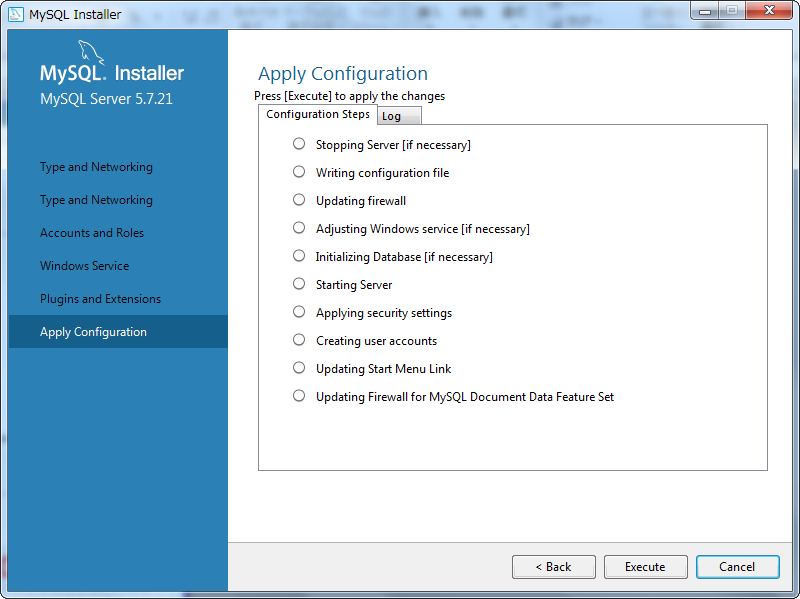 MySQL Installer
MySQL. Installer
MySQL Server 5.7.21
Type and Networking
Type and Networking
Accounts and Roles
Windows Service
Plugins and Extensions
Apply Configuration
Apply Configuration
Press [Execute] to apply the changes
Configuration Steps
Log
Stopping Server [if necessary]
Writing configuration file
Updating firewall
Adjusting Windows service [if necessary]
Initializing Database [if necessary]
Starting Server
Applying security settings
Creating user accounts
Updating Start Menu Link
Updating Firewall for MySQL Document Data Feature Set
< Back
Execute
Cancel